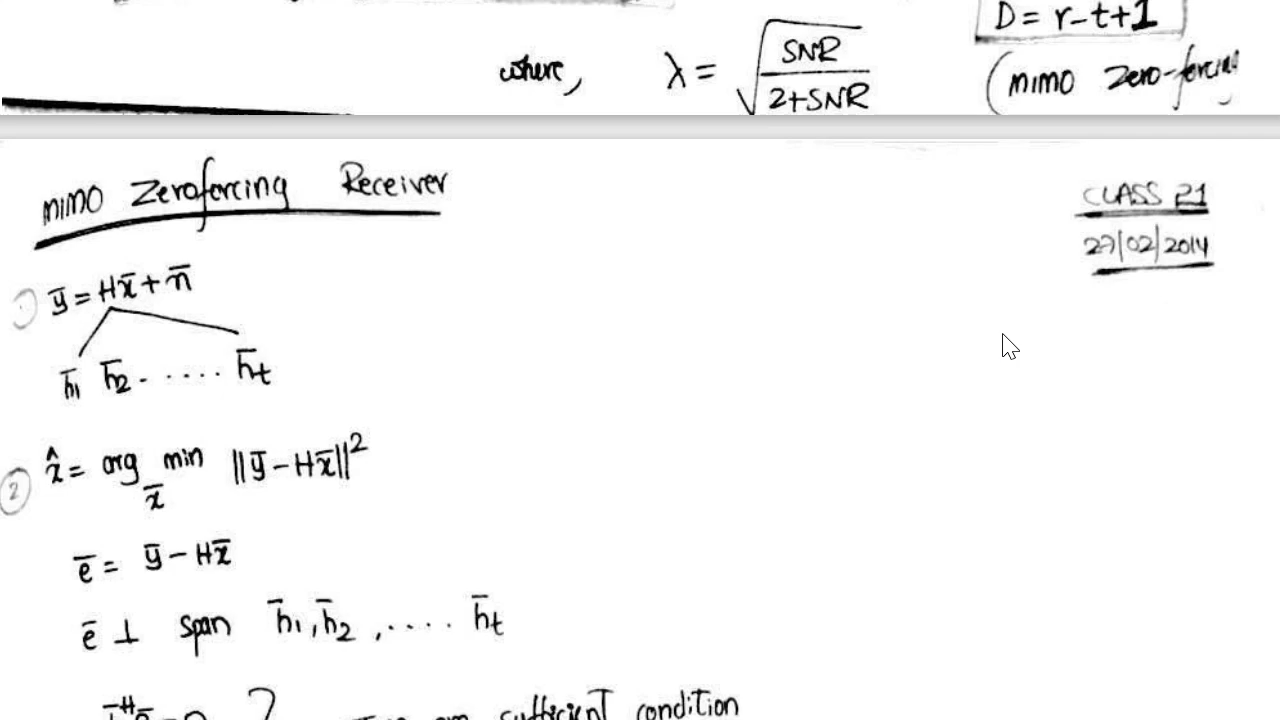 D = r-t+1
where, λ = √(SNR / 2+SNR) (mimo Zero-forcing
mimo Zeroforcing Receiver
CLASS 21
27/02/2014
① ȳ = Hx̄ + n̄
h̄1 h̄2 . ..... h̄t
② x̂ = arg min x̄ ||ȳ - Hx̄||²
ē = ȳ - Hx̄
ē ⊥ span h̄1, h̄2 , .... h̄t
sufficient condition